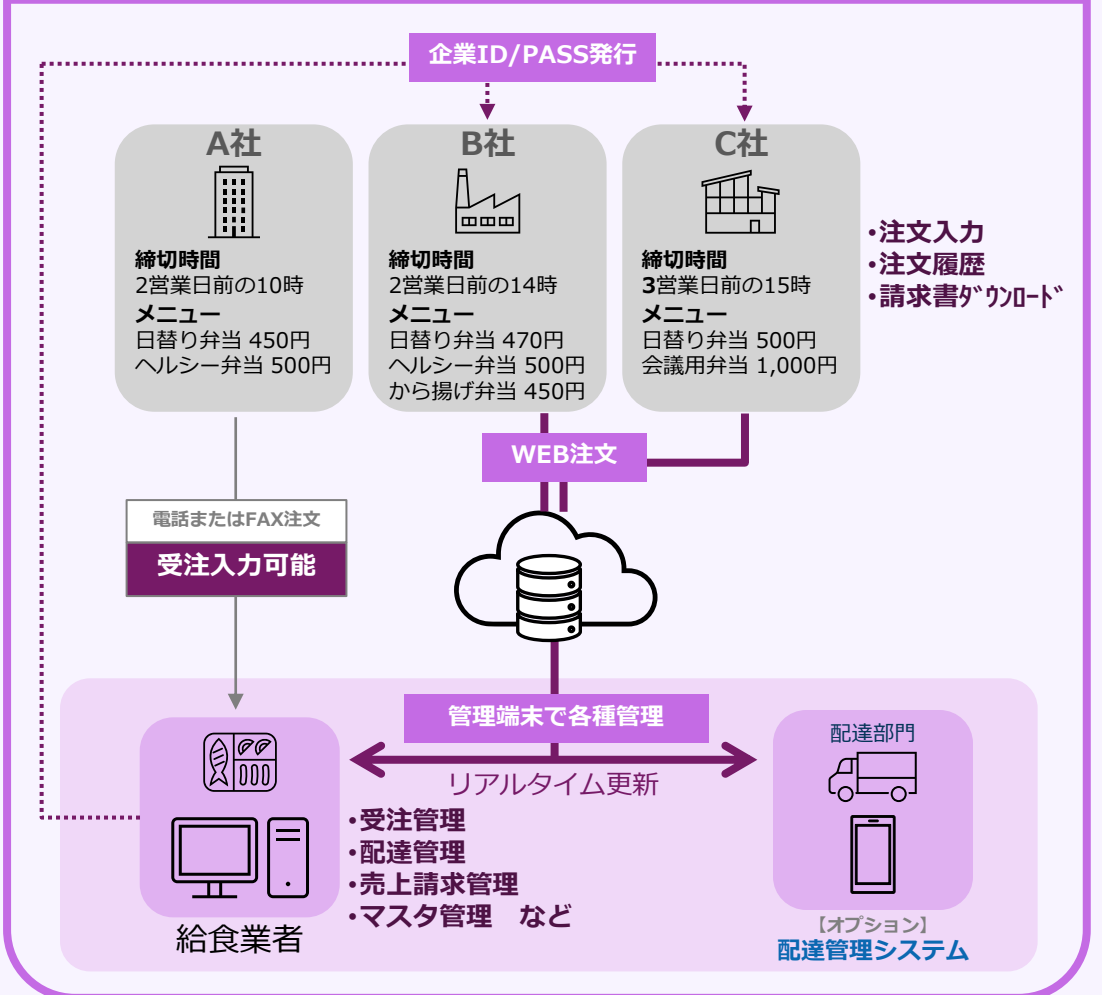 企業ID/PASS発行
A社
締切時間
2営業日前の10時
メニュー
日替り弁当 450円
ヘルシー弁当 500円
B社
締切時間
2営業日前の14時
メニュー
日替り弁当 470円
ヘルシー弁当 500円
から揚げ弁当 450円
C社
締切時間
3営業日前の15時
メニュー
日替り弁当 500円
会議用弁当 1,000円
・注文入力
・注文履歴
・請求書ﾀﾞｳﾝﾛｰﾄﾞ
WEB注文
電話またはFAX注文
受注入力可能
管理端末で各種管理
リアルタイム更新
・受注管理
・配達管理
・売上請求管理
・マスタ管理　など
給食業者
配達部門
【オプション】
配達管理システム